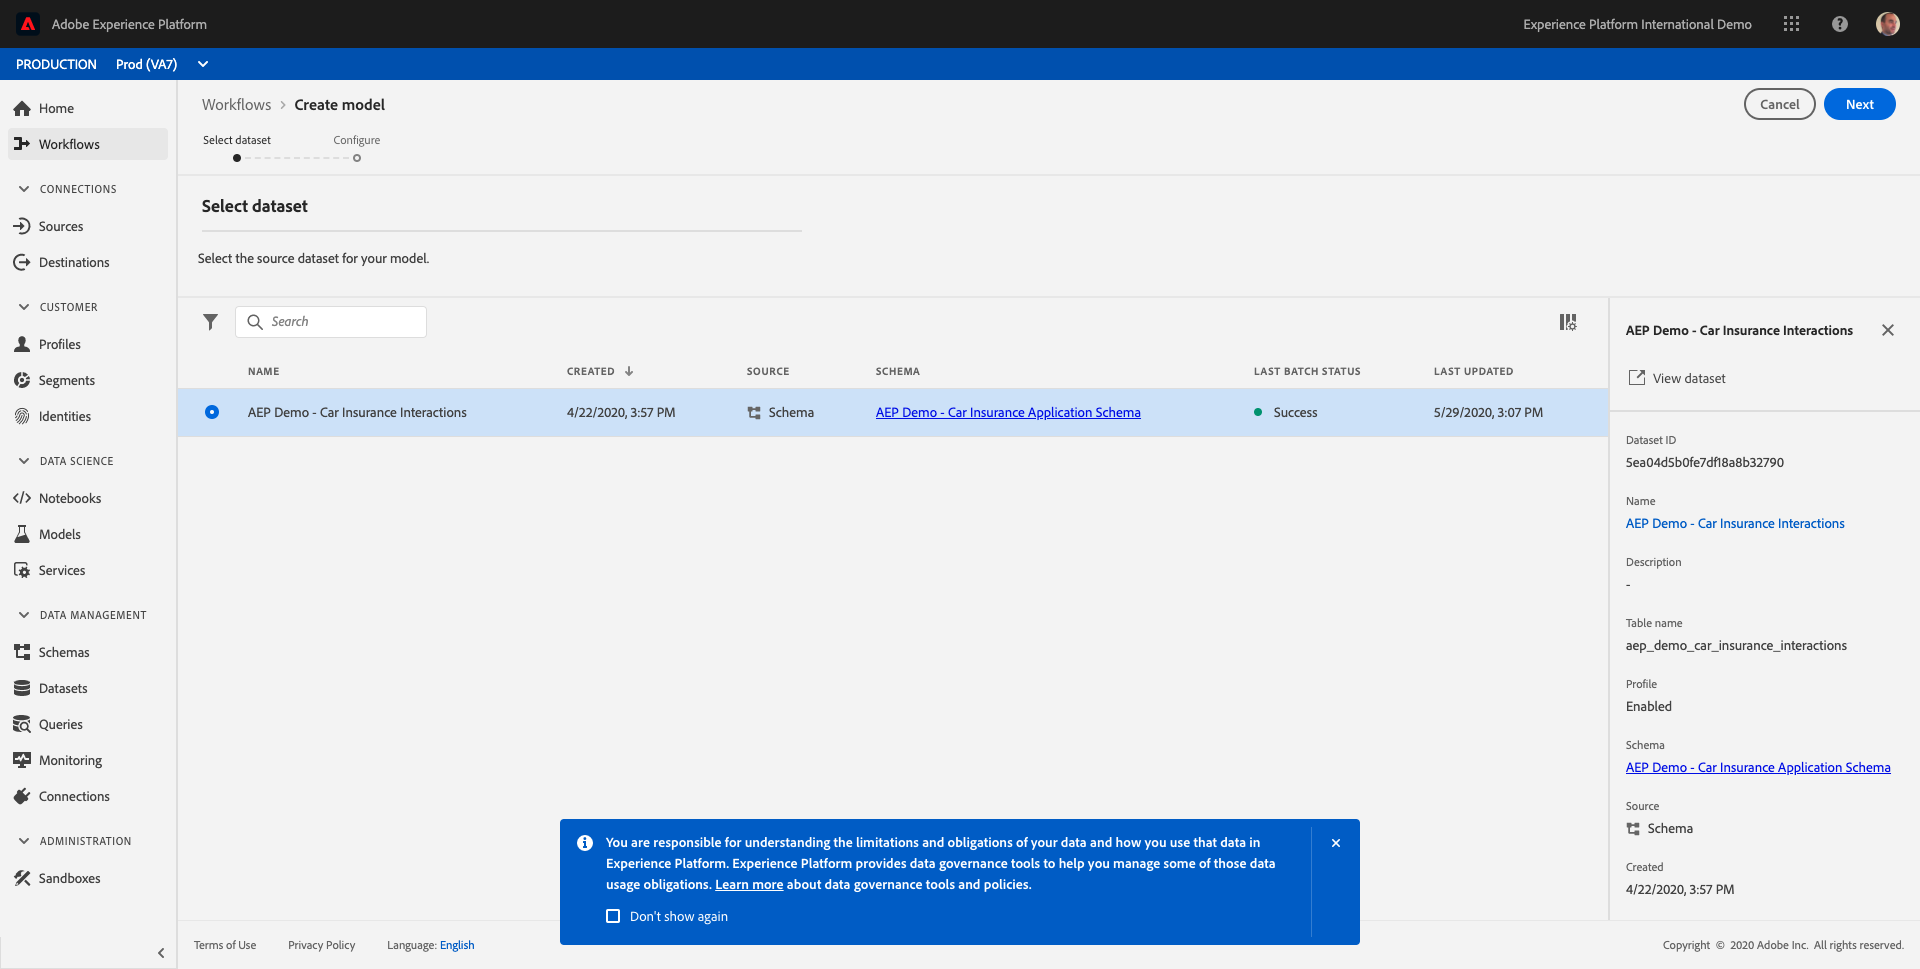 Adobe Experience Platform
Experience Platform International Demo
PRODUCTION Prod (VA7)
Home
Workflows
CONNECTIONS
Sources
Destinations
CUSTOMER
Profiles
Segments
Identities
DATA SCIENCE
Notebooks
Models
Services
DATA MANAGEMENT
Schemas
Datasets
Queries
Monitoring
Connections
ADMINISTRATION
Sandboxes
Workflows > Create model
Cancel
Next
Select dataset
Configure
Select dataset
Select the source dataset for your model.
Search
NAME CREATED ↓ SOURCE SCHEMA LAST BATCH STATUS LAST UPDATED
AEP Demo - Car Insurance Interactions 4/22/2020, 3:57 PM Schema AEP Demo - Car Insurance Application Schema Success 5/29/2020, 3:07 PM
AEP Demo - Car Insurance Interactions
View dataset
Dataset ID
5ea04d5b0fe7df18a8b32790
Name
AEP Demo - Car Insurance Interactions
Description
-
Table name
aep_demo_car_insurance_interactions
Profile
Enabled
Schema
AEP Demo - Car Insurance Application Schema
Source
Schema
Created
4/22/2020, 3:57 PM
You are responsible for understanding the limitations and obligations of your data and how you use that data in
Experience Platform. Experience Platform provides data governance tools to help you manage some of those data
usage obligations. Learn more about data governance tools and policies.
Don't show again
Terms of Use Privacy Policy Language: English
Copyright © 2020 Adobe Inc. All rights reserved.